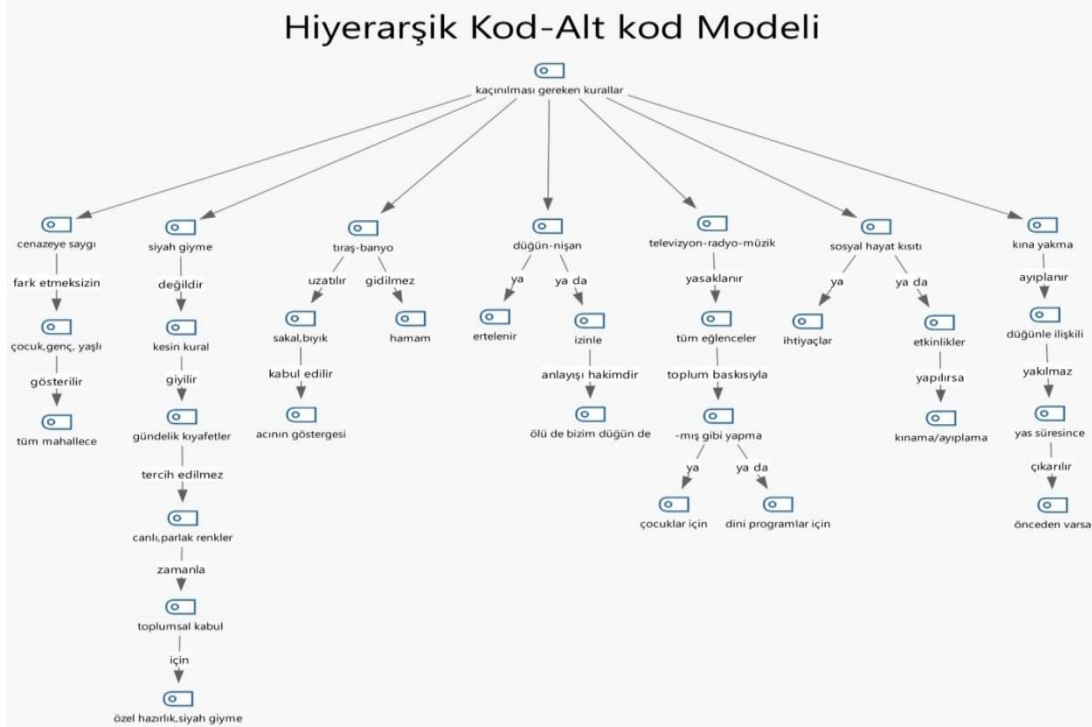 Hiyerarşik Kod-Alt kod Modeli
kaçınılması gereken kurallar
cenazeye saygı
siyah giyme
tıraş-banyo
düğün-nişan
televizyon-radyo-müzik
sosyal hayat kısıtı
kına yakma
fark etmeksizin
değildir
uzatılır
gidilmez
ya
ya da
yasaklanır
ya
ya da
ayıplanır
çocuk,genç, yaşlı
kesin kural
sakal,bıyık
hamam
ertelenir
izinle
tüm eğlenceler
ihtiyaçlar
etkinlikler
düğünle ilişkili
gösterilir
giyilir
kabul edilir
anlayışı hakimdir
toplum baskısıyla
yapılırsa
yakılmaz
tüm mahallece
gündelik kıyafetler
acının göstergesi
ölü de bizim düğün de
-mış gibi yapma
kınama/ayıplama
yas süresince
tercih edilmez
ya
ya da
çıkarılır
canlı,parlak renkler
çocuklar için
dini programlar için
önceden varsa
zamanla
toplumsal kabul
için
özel hazırlık,siyah giyme